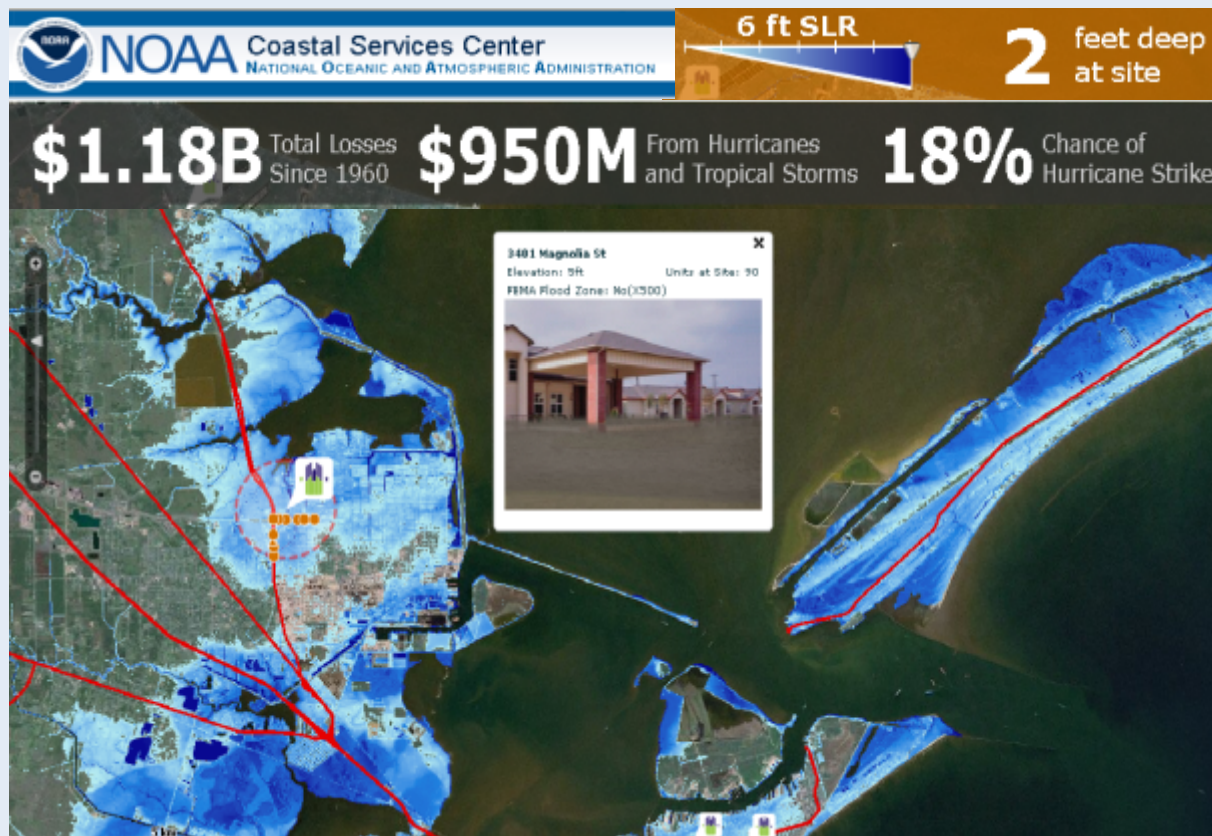 NOAA
NOAA Coastal Services Center
NATIONAL OCEANIC AND ATMOSPHERIC ADMINISTRATION
6 ft SLR
2 feet deep
at site
$1.18B Total Losses
Since 1960
$950M From Hurricanes
and Tropical Storms
18% Chance of
Hurricane Strike
3401 Magnolia St
Elevation: 5ft Units at Site: 90
FEMA Flood Zone: No(X500)